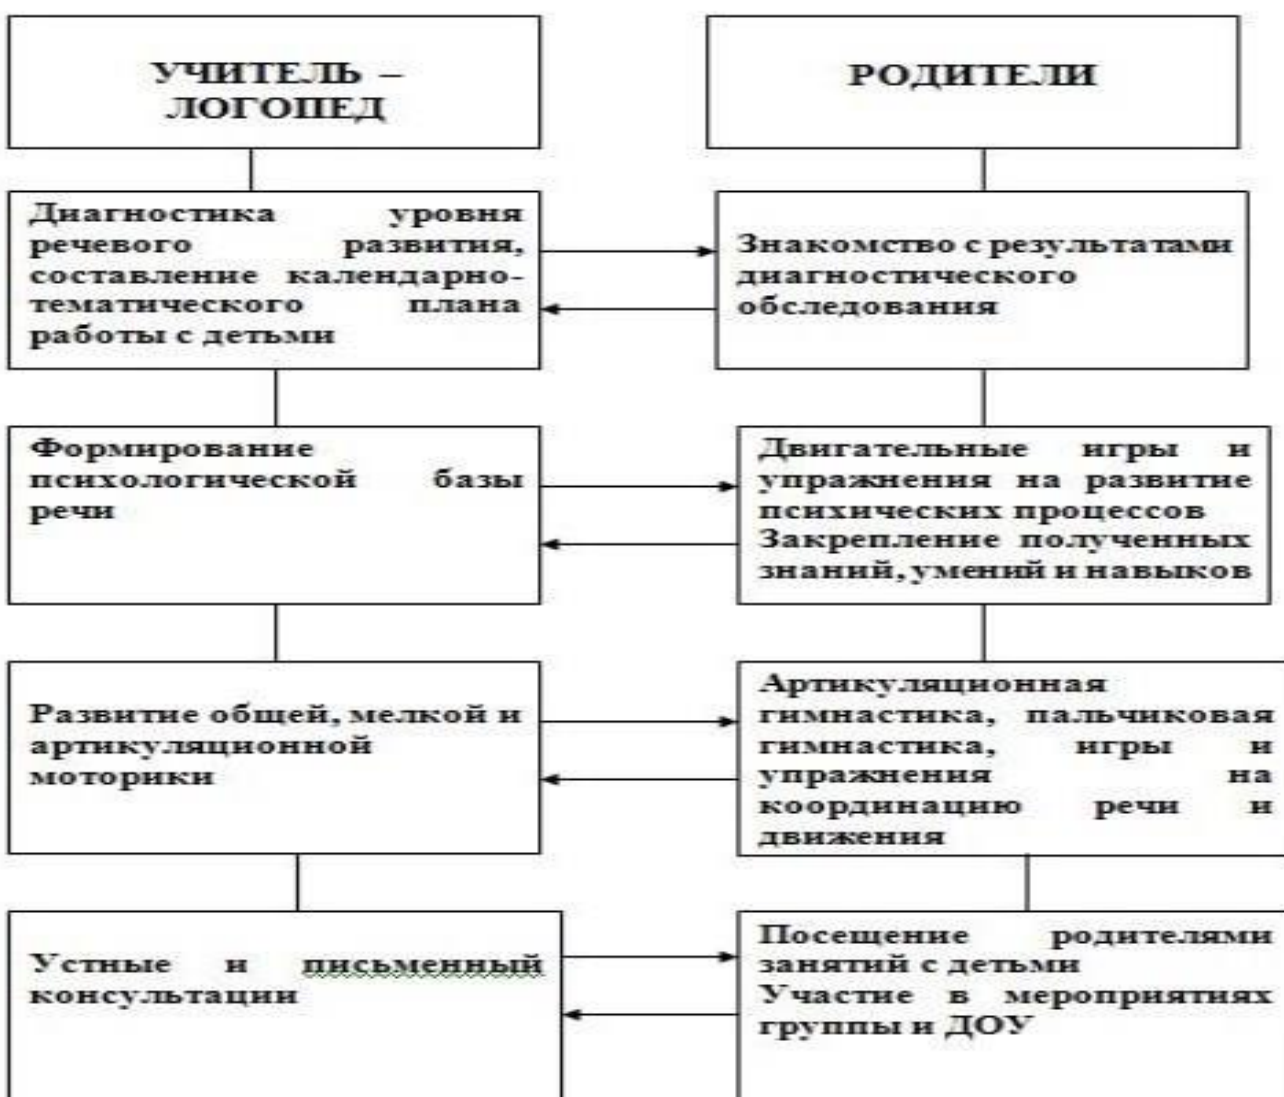 УЧИТЕЛЬ –
ЛОГОПЕД
РОДИТЕЛИ
Диагностика уровня
речевого развития,
составление календарно-
тематического плана
работы с детьми
Знакомство с результатами
диагностического
обследования
Формирование
психологической базы
речи
Двигательные игры и
упражнения на развитие
психических процессов
Закрепление полученных
знаний, умений и навыков
Развитие общей, мелкой и
артикуляционной
моторики
Артикуляционная
гимнастика, пальчиковая
гимнастика, игры и
упражнения на
координацию речи и
движения
Устные и письменный
консультации
Посещение родителями
занятий с детьми
Участие в мероприятиях
группы и ДОУ